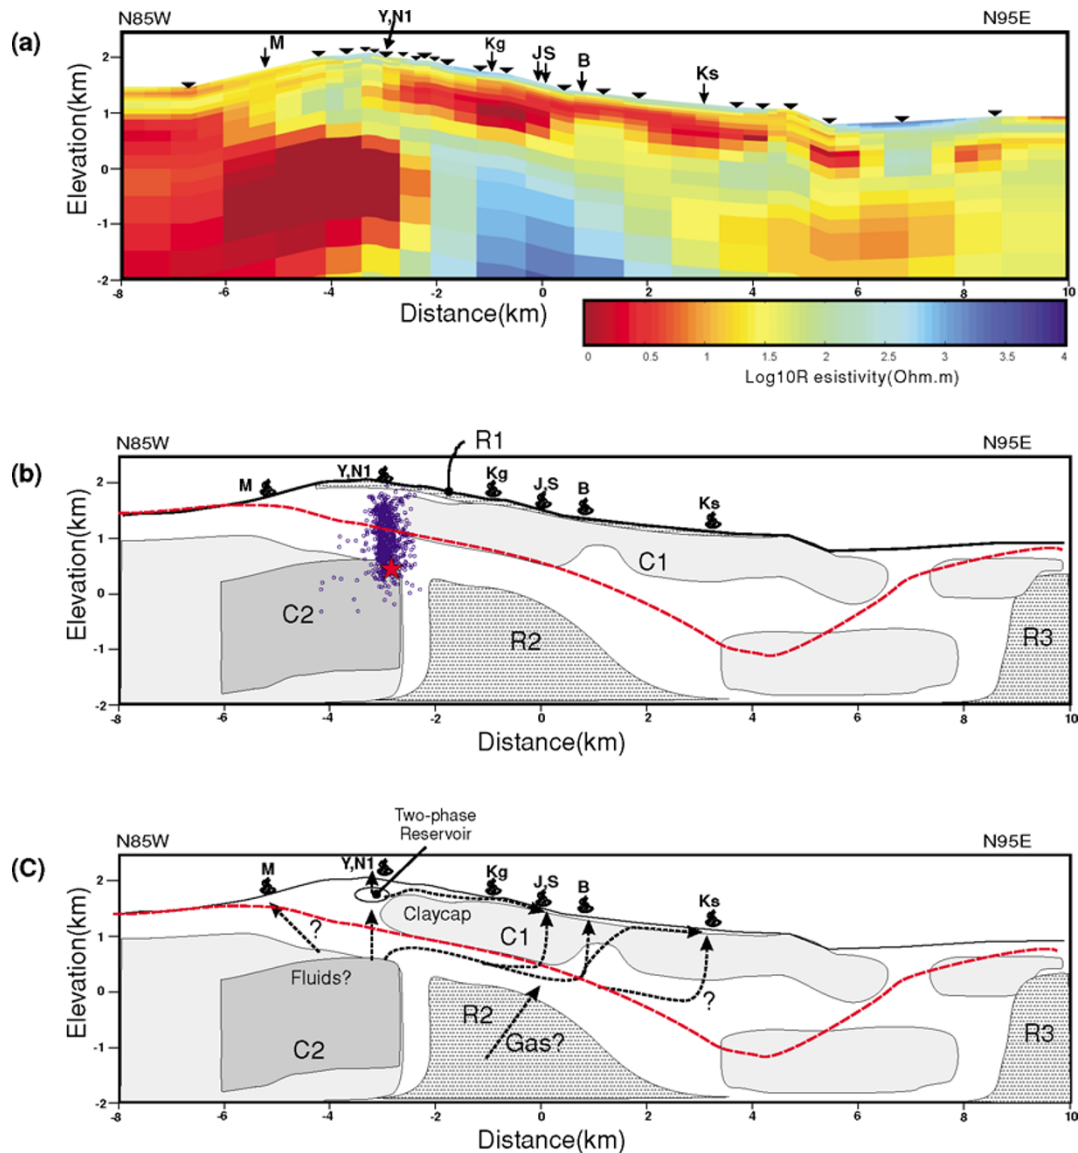 (a)
N85W
N95E
Y,N1
M
Kg
JS
B
Ks
Elevation(km)
2
1
0
-1
-2
-8
-6
-4
-2
0
2
4
6
8
10
Distance(km)
0
0.5
1
1.5
2
2.5
3
3.5
4
Log10R esistivity(Ohm.m)
(b)
N85W
N95E
R1
M
Y,N1
Kg
J,S
B
Ks
Elevation(km)
2
1
0
-1
-2
C1
C2
R2
R3
-8
-6
-4
-2
0
2
4
6
8
10
Distance(km)
Two-phase
Reservoir
(C)
N85W
N95E
M
Y,N1
Kg
J,S
B
Ks
Elevation(km)
2
1
0
-1
-2
Claycap
C1
?
Fluids?
?
R2
Gas?
C2
R3
-8
-6
-4
-2
0
2
4
6
8
10
Distance(km)